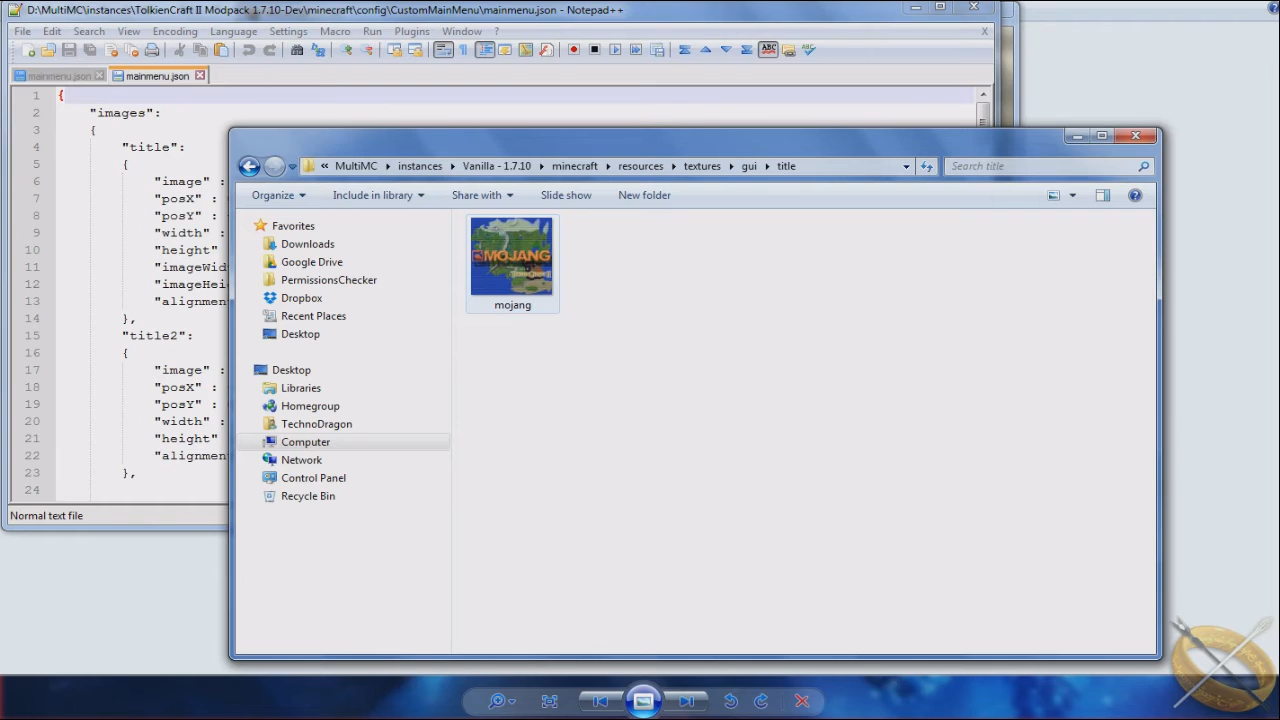 D:\MultiMC\instances\TolkienCraft II Modpack 1.7.10-Dev\minecraft\config\CustomMainMenu\mainmenu.json - Notepad++
File Edit Search View Encoding Language Settings Macro Run Plugins Window ? X
mainmenu.json mainmenu.json
1 {
2 "images":
3 {
4 "title":
5 {
6 "image" :
7 "posX" :
8 "posY" :
9 "width" :
10 "height"
11 "imageWid
12 "imageHei
13 "alignmen
14 },
15 "title2":
16 {
17 "image" :
18 "posX" :
19 "posY" :
20 "width" :
21 "height"
22 "alignmen
23 },
24
Normal text file
« MultiMC instances Vanilla - 1.7.10 minecraft resources textures gui title
Search title
Organize Include in library Share with Slide show New folder
Favorites
Downloads
Google Drive
PermissionsChecker
Dropbox
Recent Places
Desktop
Desktop
Libraries
Homegroup
TechnoDragon
Computer
Network
Control Panel
Recycle Bin
MOJANG
mojang